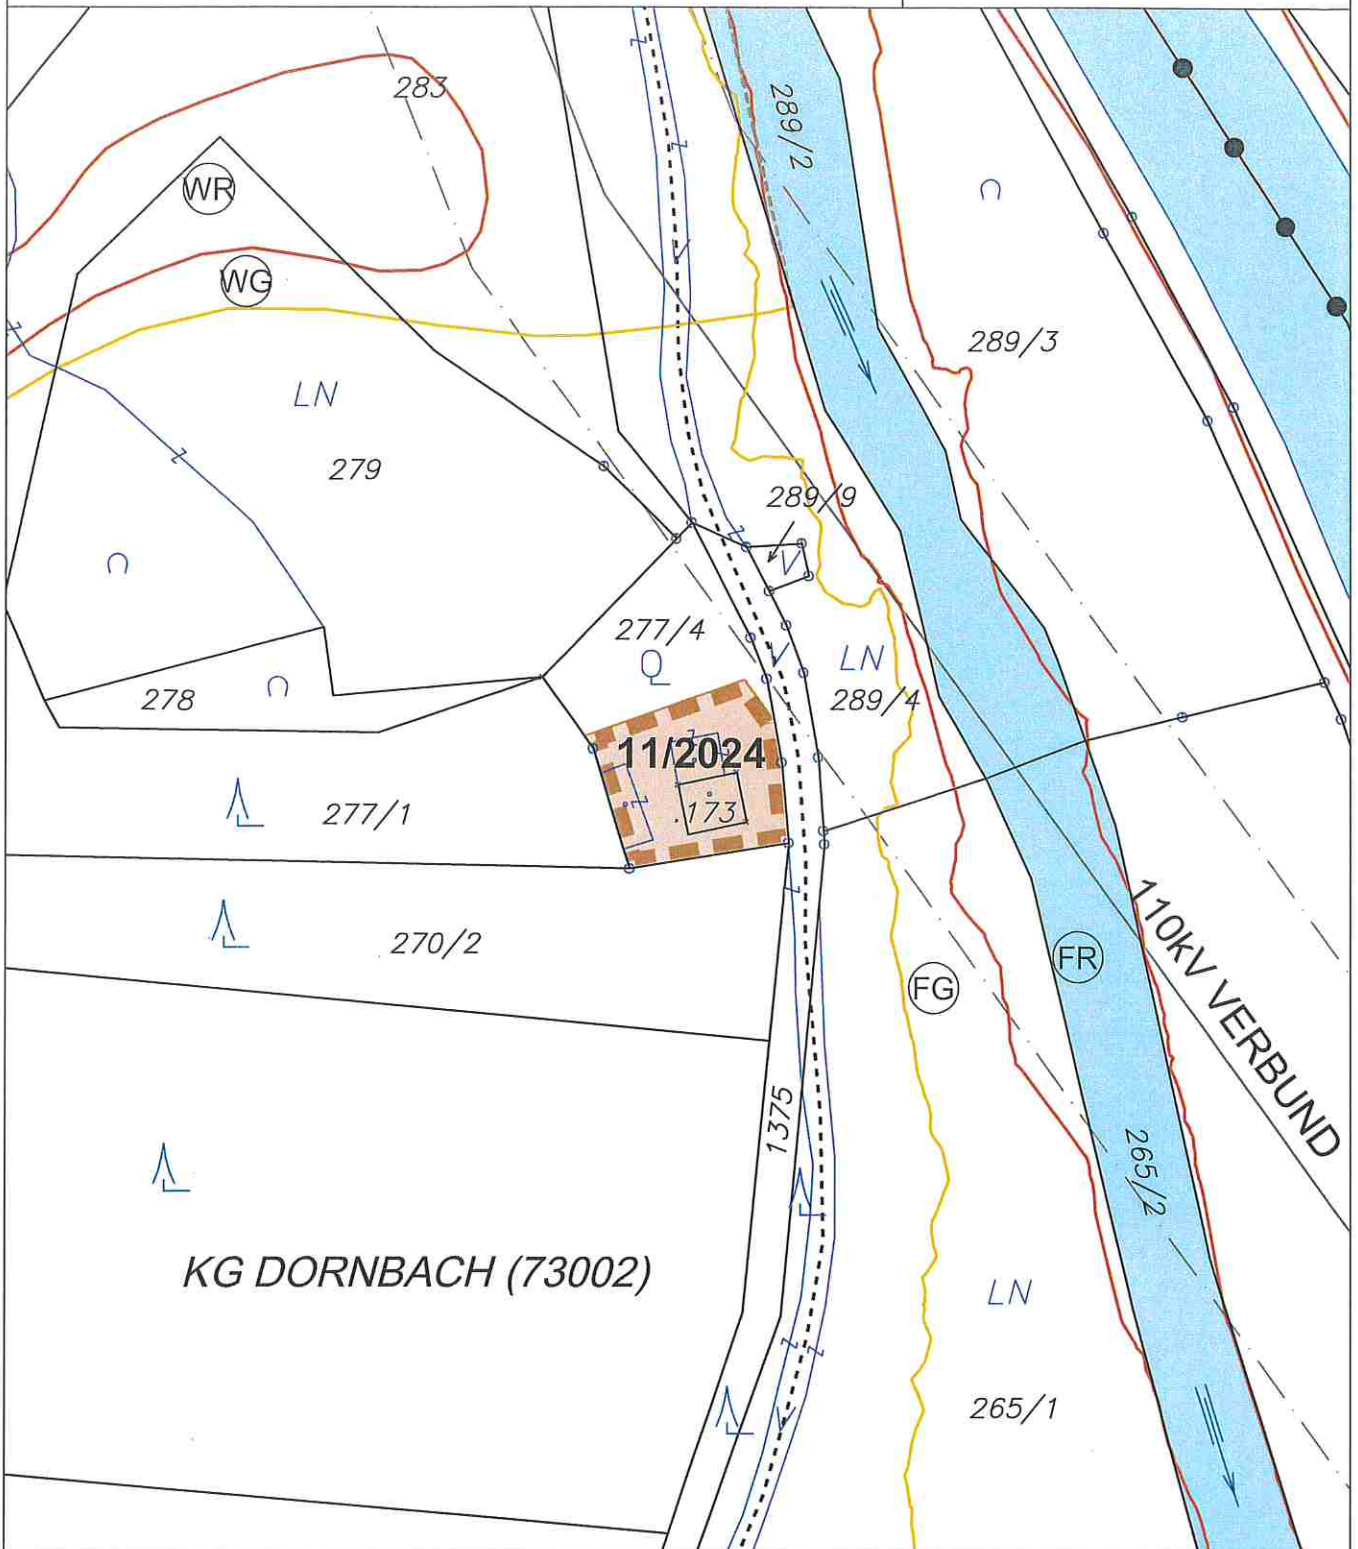 283
289/2
WR
WG
289/3
LN
279
289/9
V
277/4
V
LN
278
289/4
11/2024
277/1
.173
270/2
110kV VERBUND
FR
FG
1375
265/2
KG DORNBACH (73002)
LN
265/1